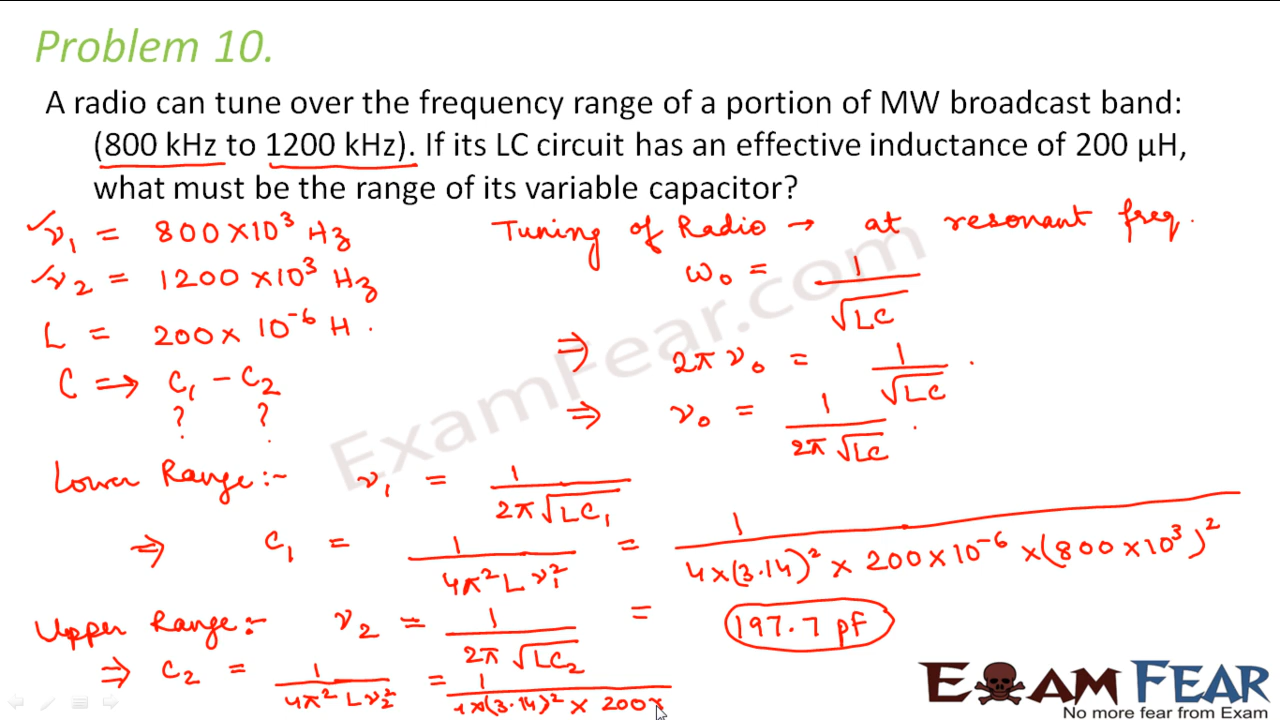 Problem 10.
A radio can tune over the frequency range of a portion of MW broadcast band:
(800 kHz to 1200 kHz). If its LC circuit has an effective inductance of 200 μH,
what must be the range of its variable capacitor?
✓ν₁ = 800×10³ Hz
✓ν₂ = 1200×10³ Hz
L = 200×10⁻⁶ H.
C ⇒ C₁ – C₂
? ?
Tuning of Radio → at resonant freq.
ω₀ = 1/√LC
⇒ 2π ν₀ = 1/√LC.
⇒ ν₀ = 1/2π√LC.
Lower Range:- ν₁ = 1/2π√LC₁
⇒ C₁ = 1/4π²Lν₁² = 1/4×(3.14)²×200×10⁻⁶×(800×10³)²
= 197.7 pF
Upper Range:- ν₂ = 1/2π√LC₂
⇒ C₂ = 1/4π²Lν₂² = 1/4×(3.14)²×200×
ExamFear.com
EXAM FEAR
No more fear from Exam